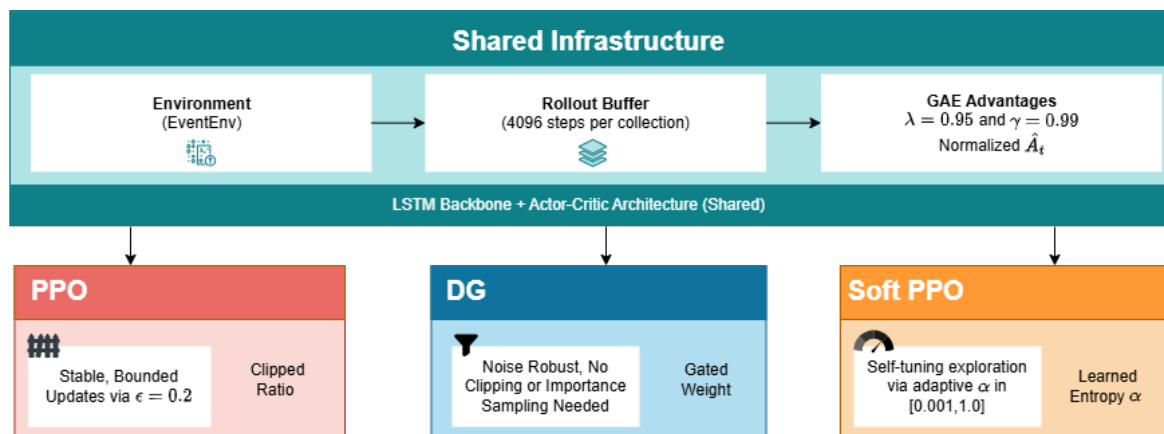 Shared Infrastructure
Environment
(EventEnv)
Rollout Buffer
(4096 steps per collection)
GAE Advantages
λ = 0.95 and γ = 0.99
Normalized Â_t
LSTM Backbone + Actor-Critic Architecture (Shared)
PPO
Stable, Bounded
Updates via ϵ = 0.2
Clipped
Ratio
DG
Noise Robust, No
Clipping or Importance
Sampling Needed
Gated
Weight
Soft PPO
Self-tuning exploration
via adaptive α in
[0.001,1.0]
Learned
Entropy α